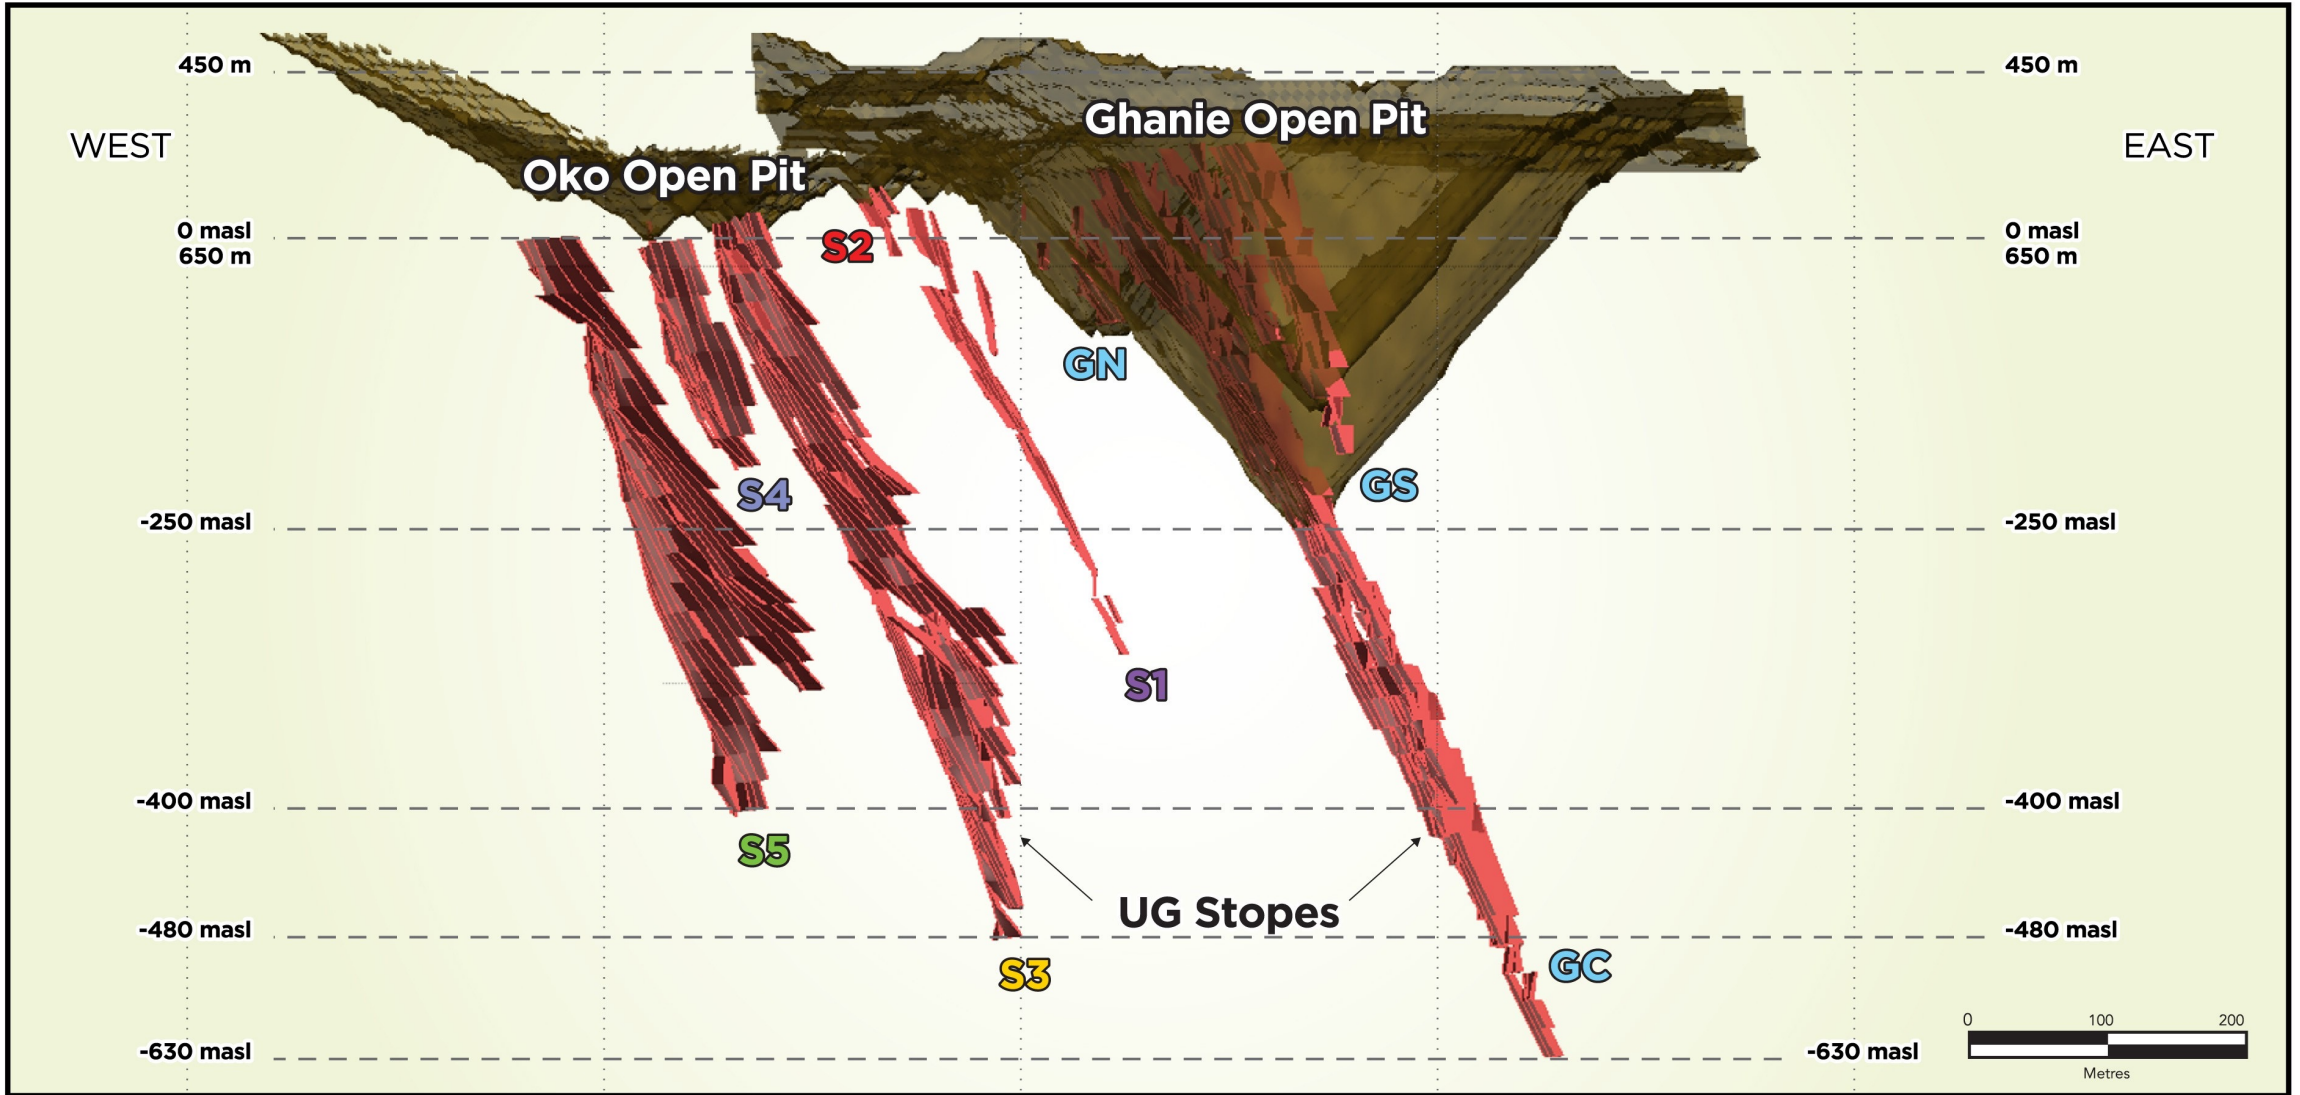 450 m
450 m
Ghanie Open Pit
WEST
EAST
Oko Open Pit
0 masl
650 m
S2
0 masl
650 m
GN
GS
S4
-250 masl
-250 masl
S1
-400 masl
-400 masl
S5
UG Stopes
-480 masl
-480 masl
S3
GC
0 100 200
Metres
-630 masl
-630 masl